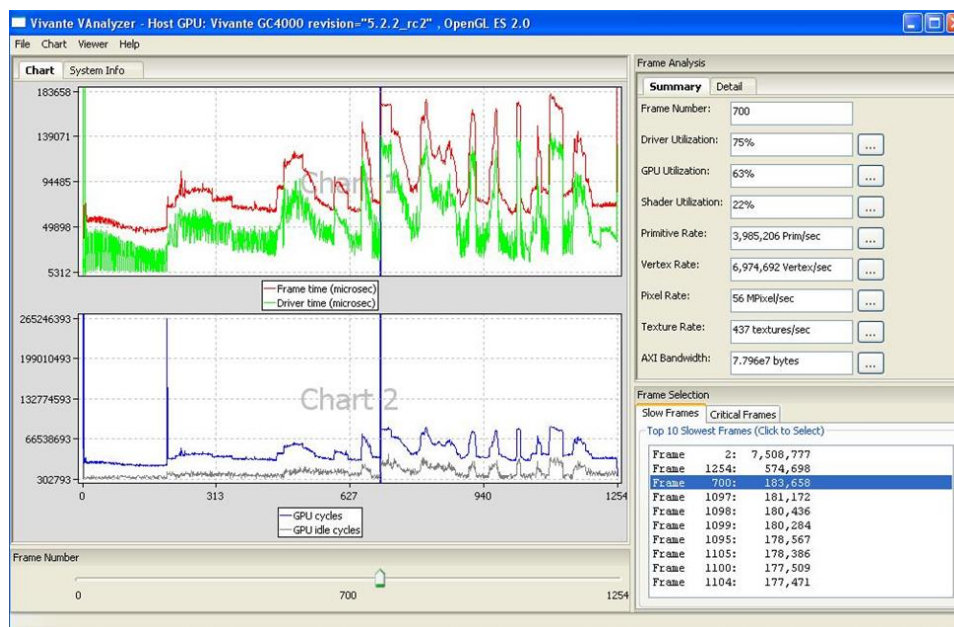 Vivante VAnalyzer - Host GPU: Vivante GC4000 revision="5.2.2_rc2" , OpenGL ES 2.0
File Chart Viewer Help
Chart System Info
183658
139071
94485
49898
5312
Chart 1
Frame time (microsec)
Driver time (microsec)
265246393
199010493
132774593
66538693
302793
Chart 2
0 313 627 940 1254
GPU cycles
GPU idle cycles
Frame Number
0 700 1254
Frame Analysis
Summary Detail
Frame Number: 700
Driver Utilization: 75% ...
GPU Utilization: 63% ...
Shader Utilization: 22% ...
Primitive Rate: 3,985,206 Prim/sec ...
Vertex Rate: 6,974,692 Vertex/sec ...
Pixel Rate: 56 MPixel/sec ...
Texture Rate: 437 textures/sec ...
AXI Bandwidth: 7.796e7 bytes ...
Frame Selection
Slow Frames Critical Frames
Top 10 Slowest Frames (Click to Select)
Frame 2: 7,508,777
Frame 1254: 574,698
Frame 700: 183,658
Frame 1097: 181,172
Frame 1098: 180,436
Frame 1099: 180,284
Frame 1095: 178,567
Frame 1105: 178,386
Frame 1100: 177,509
Frame 1104: 177,471